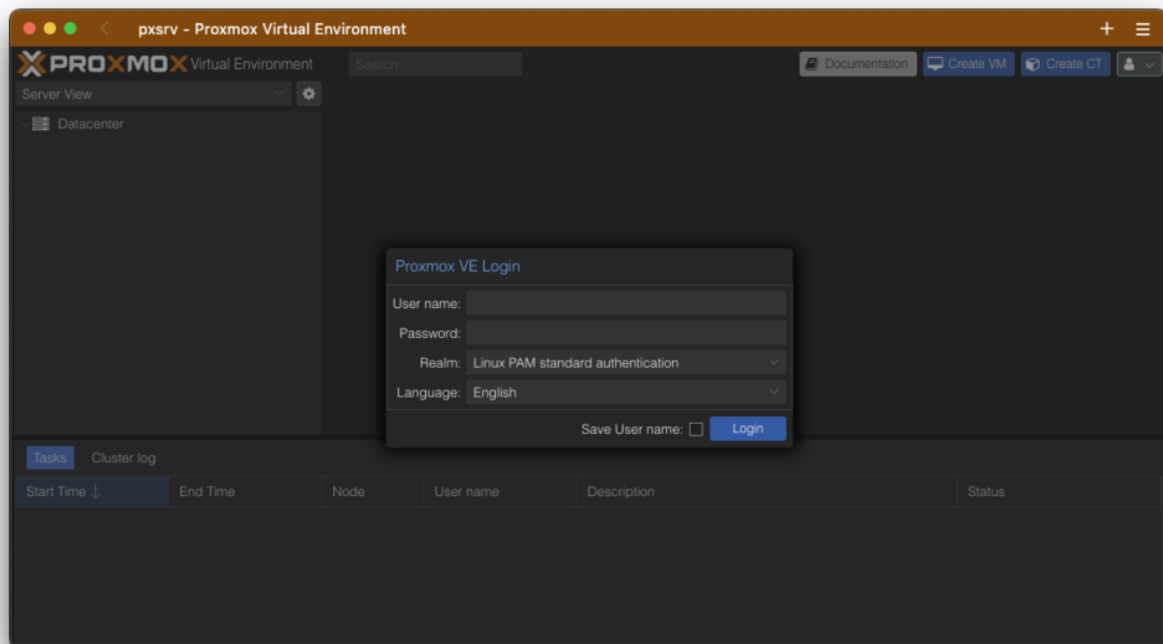 pxsrv - Proxmox Virtual Environment
PROXMOX Virtual Environment Search Documentation Create VM Create CT
Server View
Datacenter
Proxmox VE Login
User name:
Password:
Realm: Linux PAM standard authentication
Language: English
Save User name: Login
Tasks Cluster log
Start Time End Time Node User name Description Status